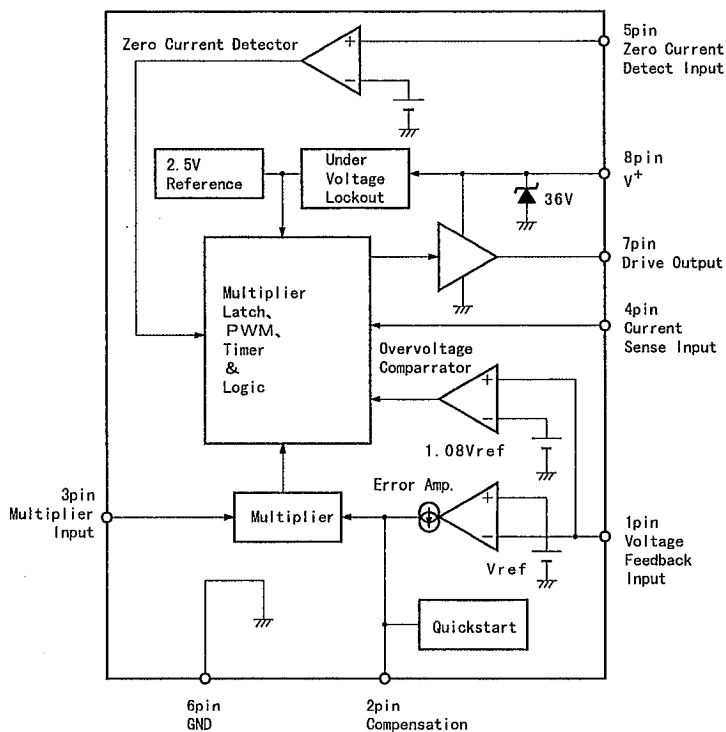 Zero Current Detector
+
−
5pin
Zero Current
Detect Input
2.5V
Reference
Under
Voltage
Lockout
8pin
V+
36V
7pin
Drive Output
Multiplier
Latch、
PWM、
Timer
&
Logic
4pin
Current
Sense Input
Overvoltage
Comparrator
+
−
1.08Vref
Error Amp.
+
−
Vref
3pin
Multiplier
Input
Multiplier
1pin
Voltage
Feedback
Input
Quickstart
6pin
GND
2pin
Compensation